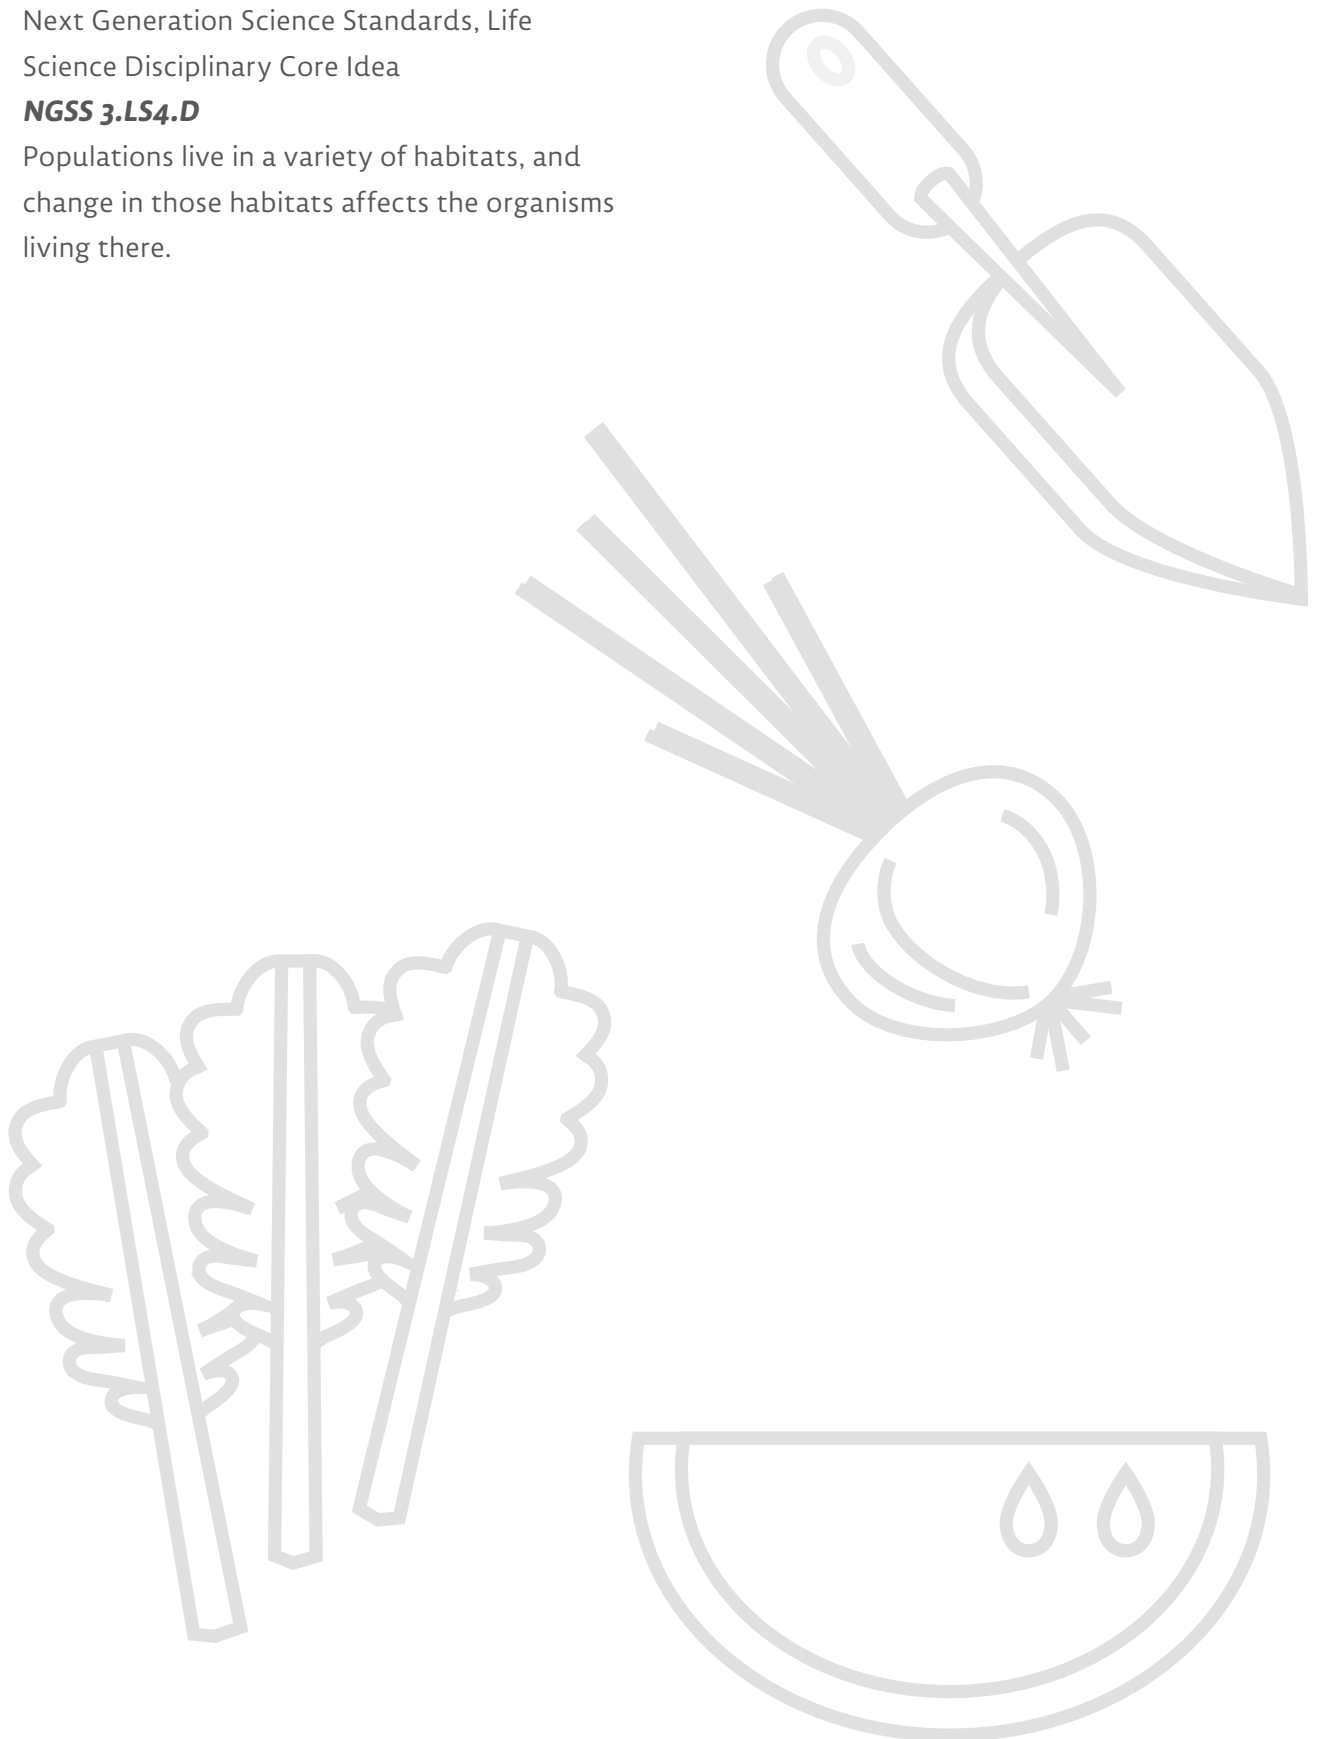 Next Generation Science Standards, Life
Science Disciplinary Core Idea
NGSS 3.LS4.D
Populations live in a variety of habitats, and
change in those habitats affects the organisms
living there.